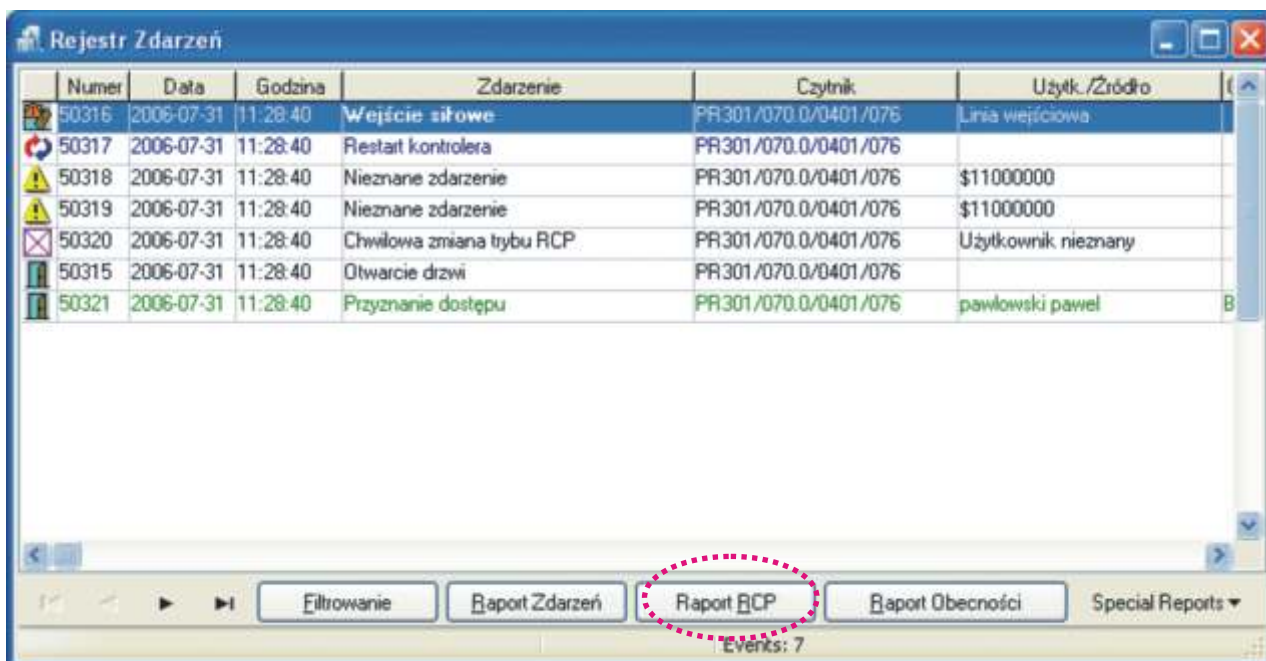 Rejestr Zdarzeń
Numer Data Godzina Zdarzenie Czytnik Użytk./Źródło
50316 2006-07-31 11:28:40 Wejście siłowe PR301/070.0/0401/076 Linia wejściowa
50317 2006-07-31 11:28:40 Restart kontrolera PR301/070.0/0401/076
50318 2006-07-31 11:28:40 Nieznane zdarzenie PR301/070.0/0401/076 $11000000
50319 2006-07-31 11:28:40 Nieznane zdarzenie PR301/070.0/0401/076 $11000000
50320 2006-07-31 11:28:40 Chwilowa zmiana trybu RCP PR301/070.0/0401/076 Użytkownik nieznany
50315 2006-07-31 11:28:40 Otwarcie drzwi PR301/070.0/0401/076
50321 2006-07-31 11:28:40 Przyznanie dostępu PR301/070.0/0401/076 pawlowski pawel B
Filtrowanie Raport Zdarzeń Raport RCP Raport Obecności Special Reports
Events: 7